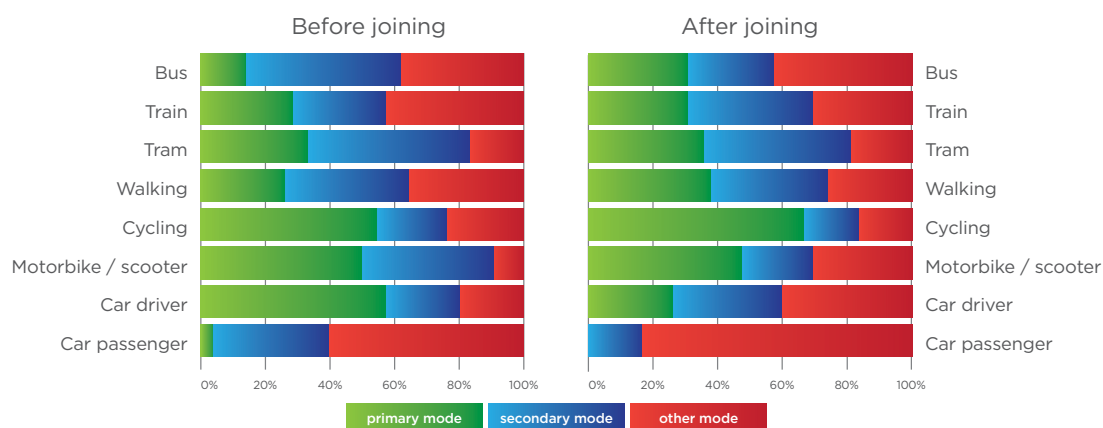 Before joining
After joining
Bus
Train
Tram
Walking
Cycling
Motorbike / scooter
Car driver
Car passenger
Bus
Train
Tram
Walking
Cycling
Motorbike / scooter
Car driver
Car passenger
0% 20% 40% 60% 80% 100%
0% 20% 40% 60% 80% 100%
primary mode
secondary mode
other mode